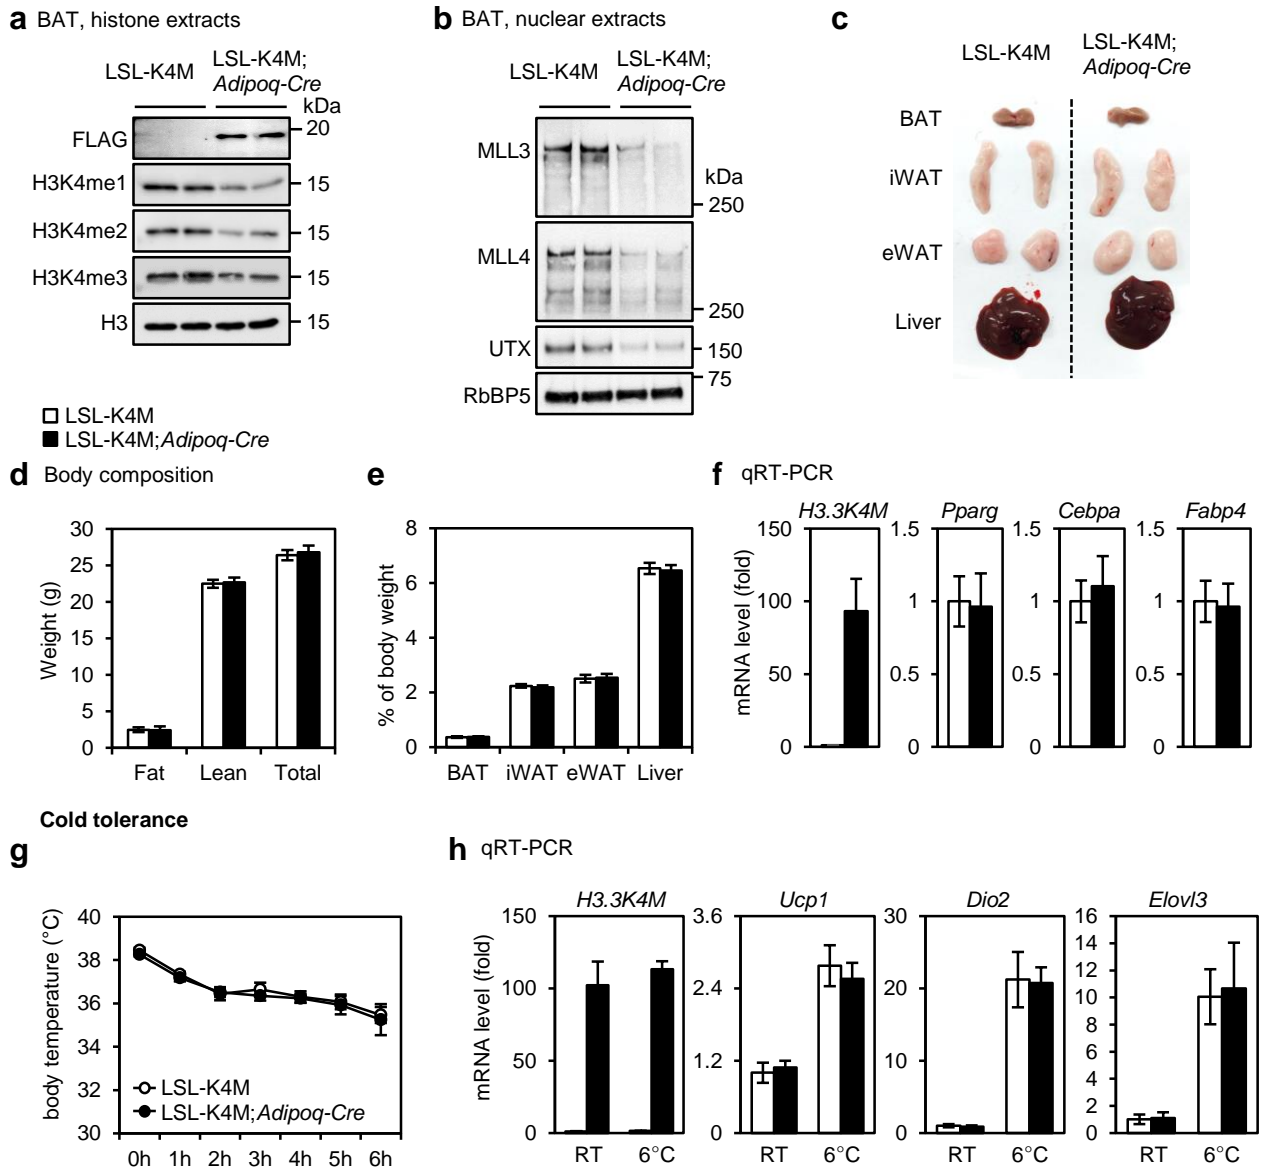 a BAT, histone extracts
LSL-K4M
LSL-K4M;
Adipoq-Cre
kDa
FLAG
20
H3K4me1
15
H3K4me2
15
H3K4me3
15
H3
15
b BAT, nuclear extracts
LSL-K4M
LSL-K4M;
Adipoq-Cre
MLL3
kDa
250
MLL4
250
UTX
150
75
RbBP5
c
LSL-K4M
LSL-K4M;
Adipoq-Cre
BAT
iWAT
eWAT
Liver
LSL-K4M
LSL-K4M;Adipoq-Cre
d Body composition
Weight (g)
30
25
20
15
10
5
0
Fat Lean Total
e
% of body weight
8
6
4
2
0
BAT iWAT eWAT Liver
f qRT-PCR
mRNA level (fold)
H3.3K4M
150
100
50
0
Pparg
1.5
1
0.5
0
Cebpa
1.5
1
0.5
0
Fabp4
1.5
1
0.5
0
Cold tolerance
g
body temperature (°C)
40
38
36
34
32
30
LSL-K4M
LSL-K4M;Adipoq-Cre
0h 1h 2h 3h 4h 5h 6h
h qRT-PCR
mRNA level (fold)
H3.3K4M
150
100
50
0
RT 6°C
Ucp1
3.6
2.4
1.2
0
RT 6°C
Dio2
30
20
10
0
RT 6°C
Elovl3
16
14
12
10
8
6
4
2
0
RT 6°C